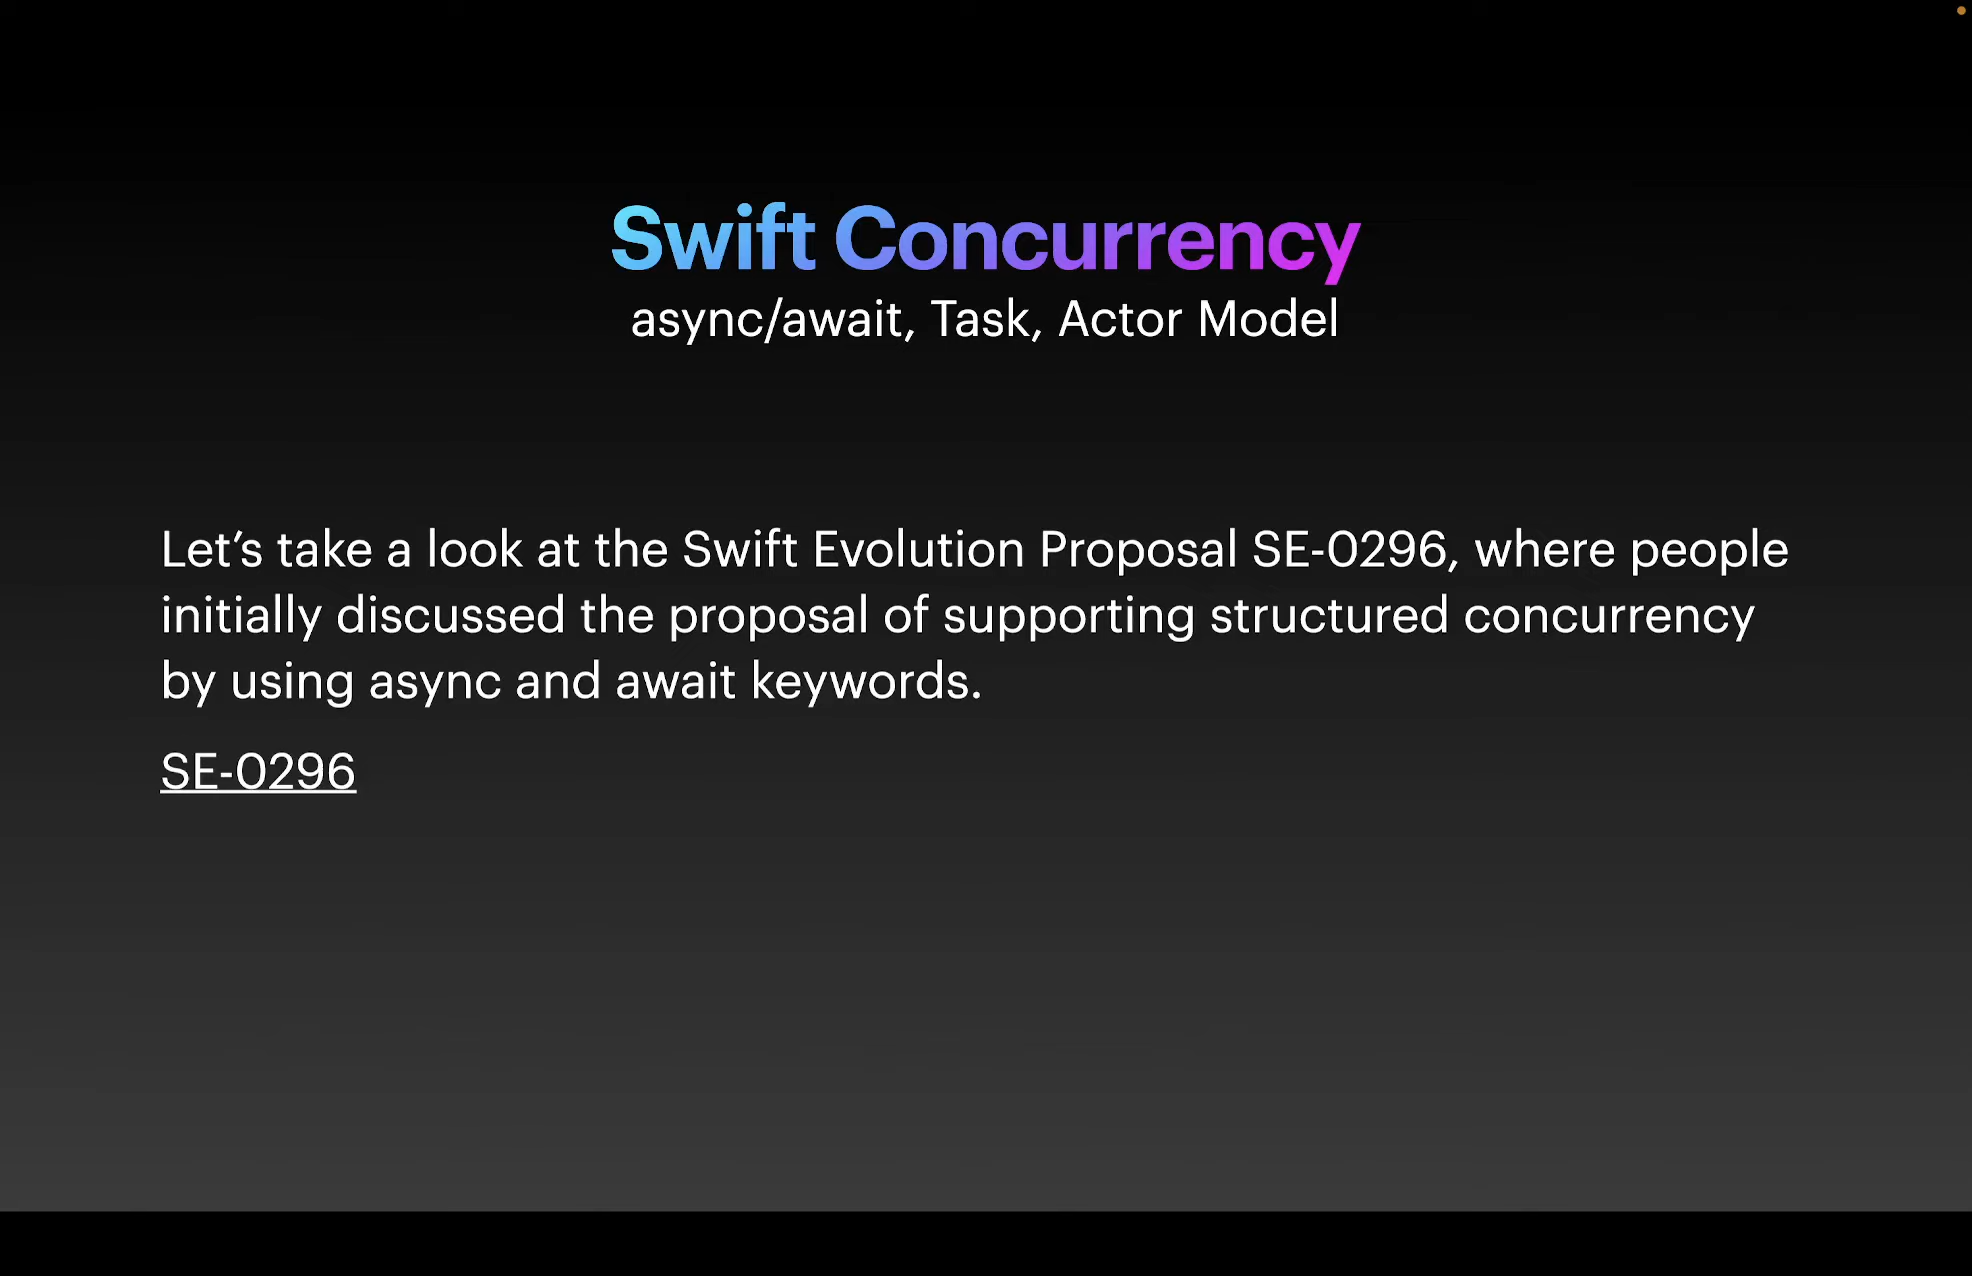 Swift Concurrency
async/await, Task, Actor Model
Let’s take a look at the Swift Evolution Proposal SE-0296, where people
initially discussed the proposal of supporting structured concurrency
by using async and await keywords.
SE-0296